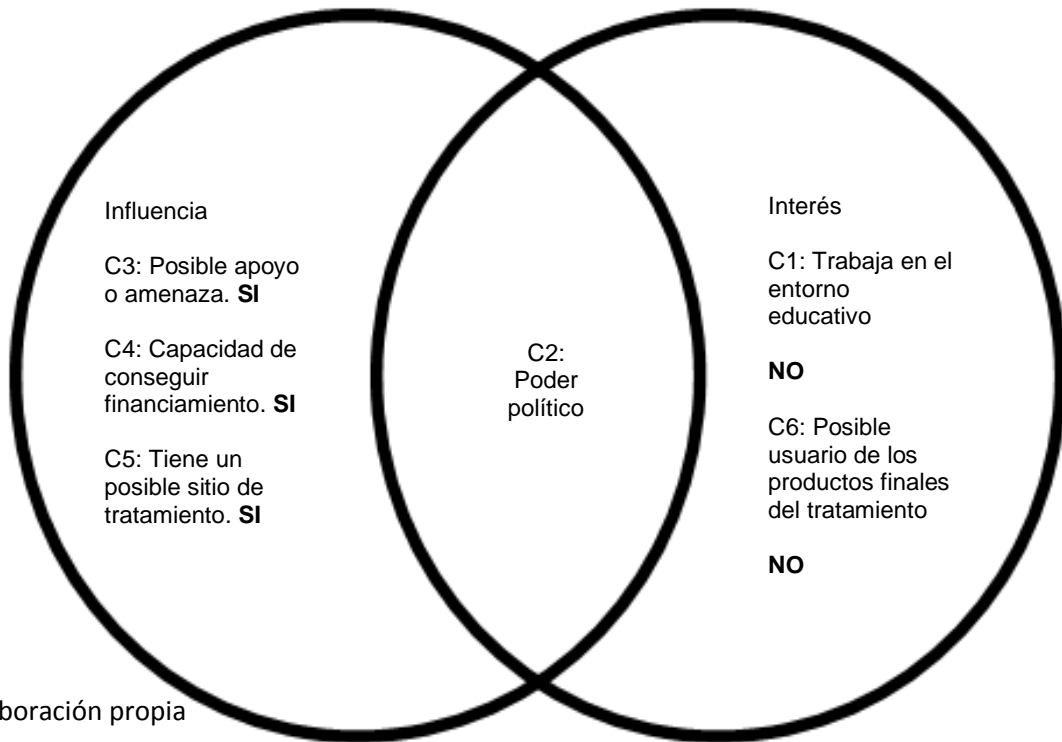 Influencia
C3: Posible apoyo
o amenaza. SI
C4: Capacidad de
conseguir
financiamiento. SI
C5: Tiene un
posible sitio de
tratamiento. SI
C2:
Poder
político
Interés
C1: Trabaja en el
entorno
educativo
NO
C6: Posible
usuario de los
productos finales
del tratamiento
NO
boración propia